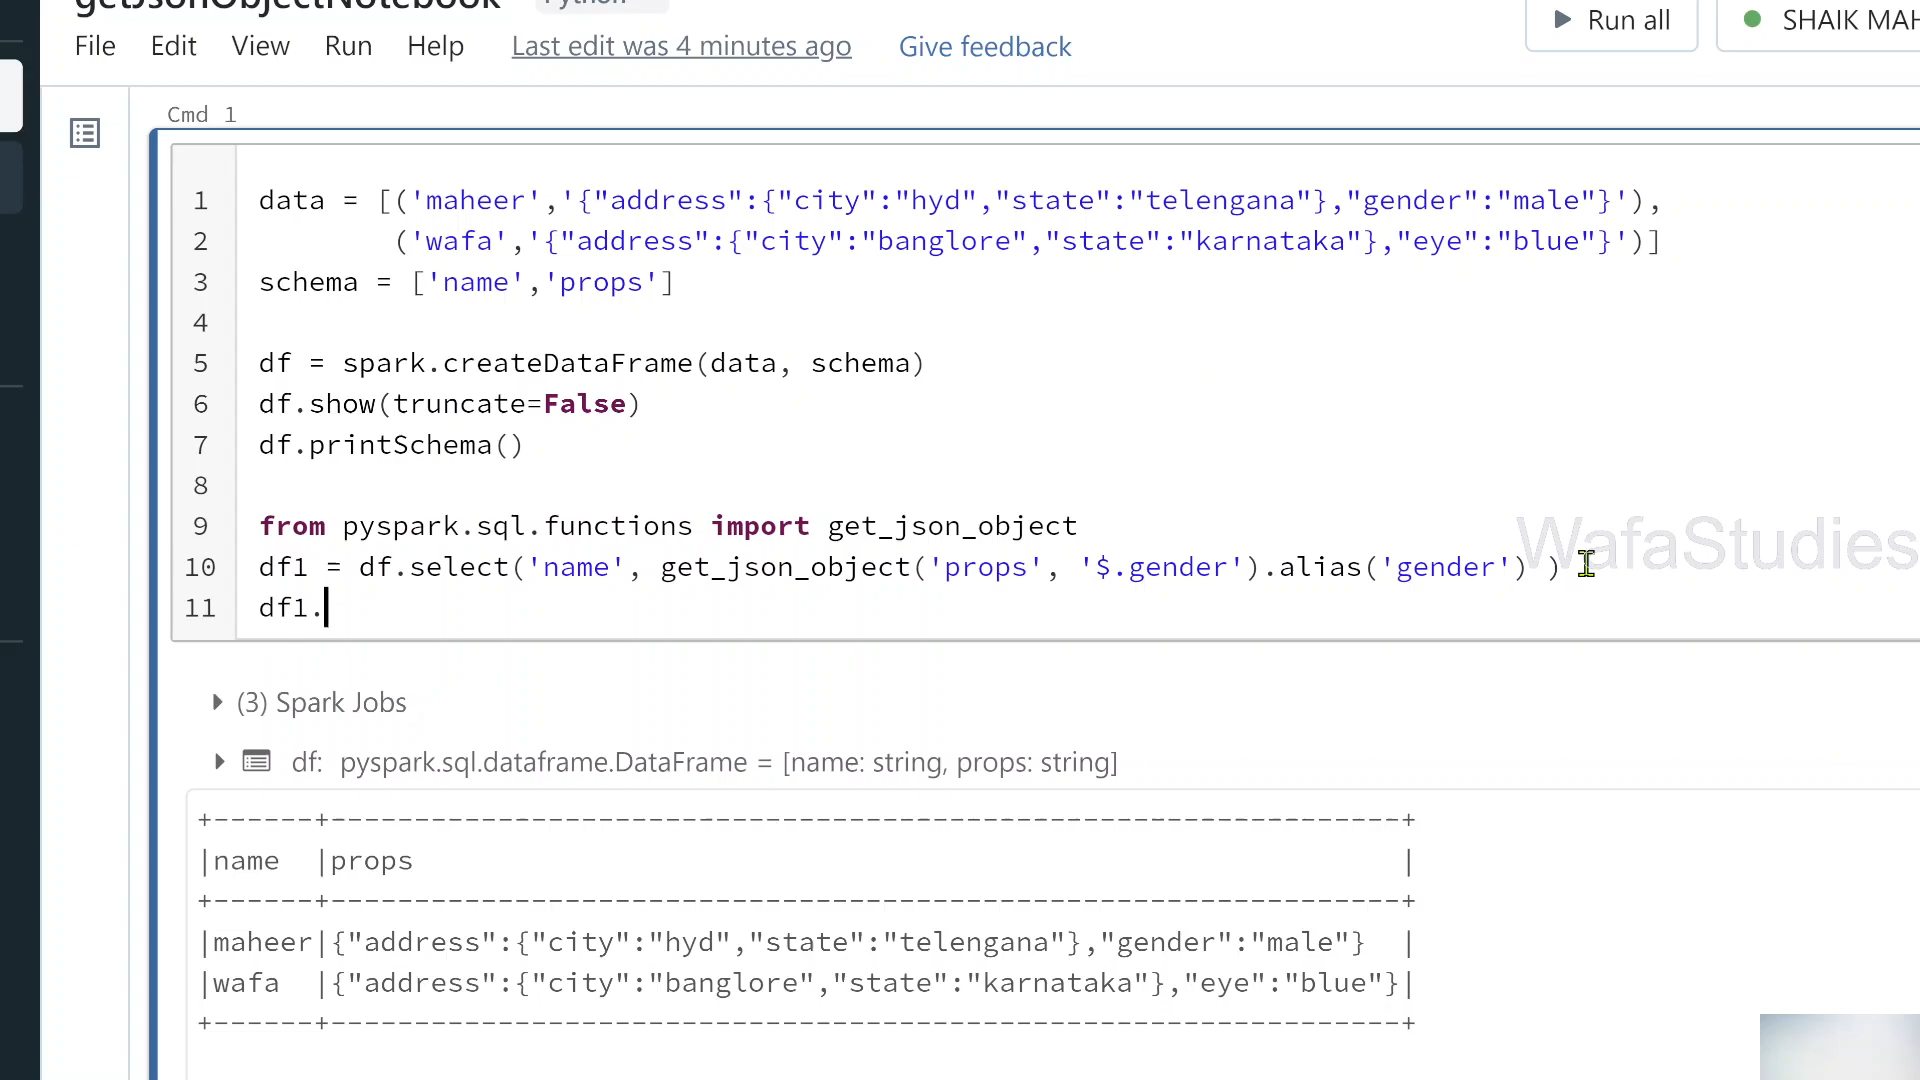 getJsonObjectNotebook Python
File Edit View Run Help Last edit was 4 minutes ago Give feedback Run all SHAIK MAH
Cmd 1
1 data = [('maheer','{"address":{"city":"hyd","state":"telengana"},"gender":"male"}'),
2 ('wafa','{"address":{"city":"banglore","state":"karnataka"},"eye":"blue"}')]
3 schema = ['name','props']
4
5 df = spark.createDataFrame(data, schema)
6 df.show(truncate=False)
7 df.printSchema()
8
9 from pyspark.sql.functions import get_json_object
10 df1 = df.select('name', get_json_object('props', '$.gender').alias('gender') )
11 df1.
WafaStudies
(3) Spark Jobs
df: pyspark.sql.dataframe.DataFrame = [name: string, props: string]
+------+----------------------------------------------------------------+
|name  |props                                                           |
+------+----------------------------------------------------------------+
|maheer|{"address":{"city":"hyd","state":"telengana"},"gender":"male"}  |
|wafa  |{"address":{"city":"banglore","state":"karnataka"},"eye":"blue"}|
+------+----------------------------------------------------------------+